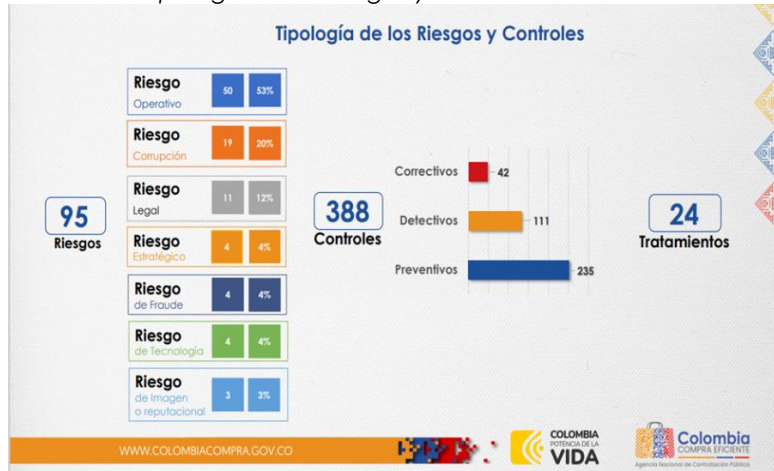 Tipología de los Riesgos y Controles
Riesgo
Operativo
50
53%
Riesgo
Corrupción
19
20%
Riesgo
Legal
11
12%
Riesgo
Estratégico
4
4%
Riesgo
de Fraude
4
4%
Riesgo
de Tecnología
4
4%
Riesgo
de Imagen
o reputacional
3
3%
95
Riesgos
388
Controles
Correctivos
42
Detectivos
111
Preventivos
235
24
Tratamientos
WWW.COLOMBIACOMPRA.GOV.CO
COLOMBIA
POTENCIA DE LA
VIDA
Colombia
COMPRA EFICIENTE
Agencia Nacional de Contratación Pública